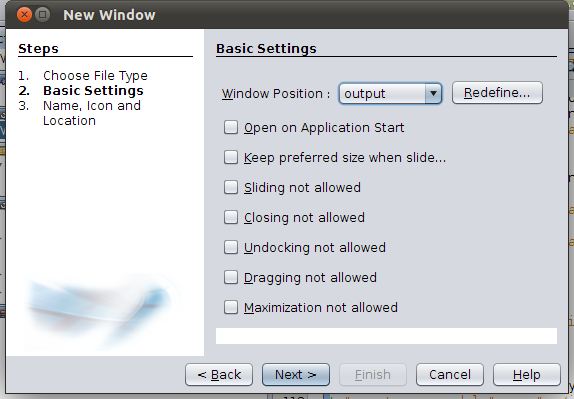 New Window
Steps
1. Choose File Type
2. Basic Settings
3. Name, Icon and
Location
Basic Settings
Window Position :
output
Redefine...
Open on Application Start
Keep preferred size when slide...
Sliding not allowed
Closing not allowed
Undocking not allowed
Dragging not allowed
Maximization not allowed
< Back
Next >
Finish
Cancel
Help